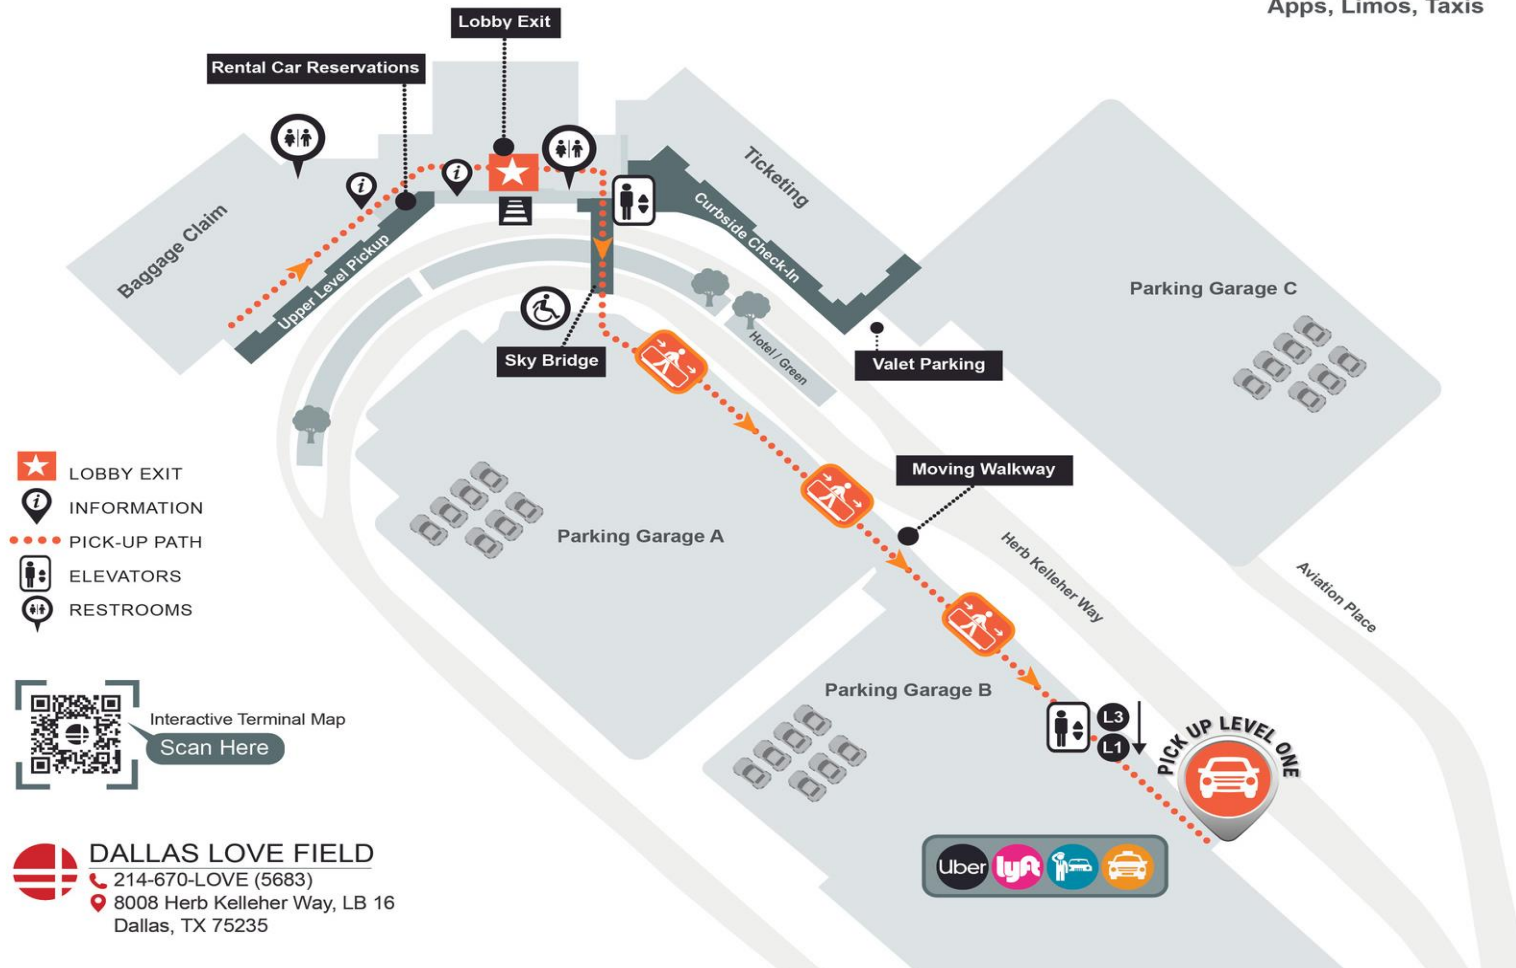 Apps, Limos, Taxis
Lobby Exit
Rental Car Reservations
Ticketing
Baggage Claim
Curbside Check-In
Upper Level Pickup
Parking Garage C
Sky Bridge
Hotel / Green
Valet Parking
Moving Walkway
LOBBY EXIT
INFORMATION
PICK-UP PATH
ELEVATORS
RESTROOMS
Parking Garage A
Herb Kelleher Way
Aviation Place
Parking Garage B
L3
L1
PICK UP LEVEL ONE
Interactive Terminal Map
Scan Here
Uber
lyft
DALLAS LOVE FIELD
214-670-LOVE (5683)
8008 Herb Kelleher Way, LB 16
Dallas, TX 75235